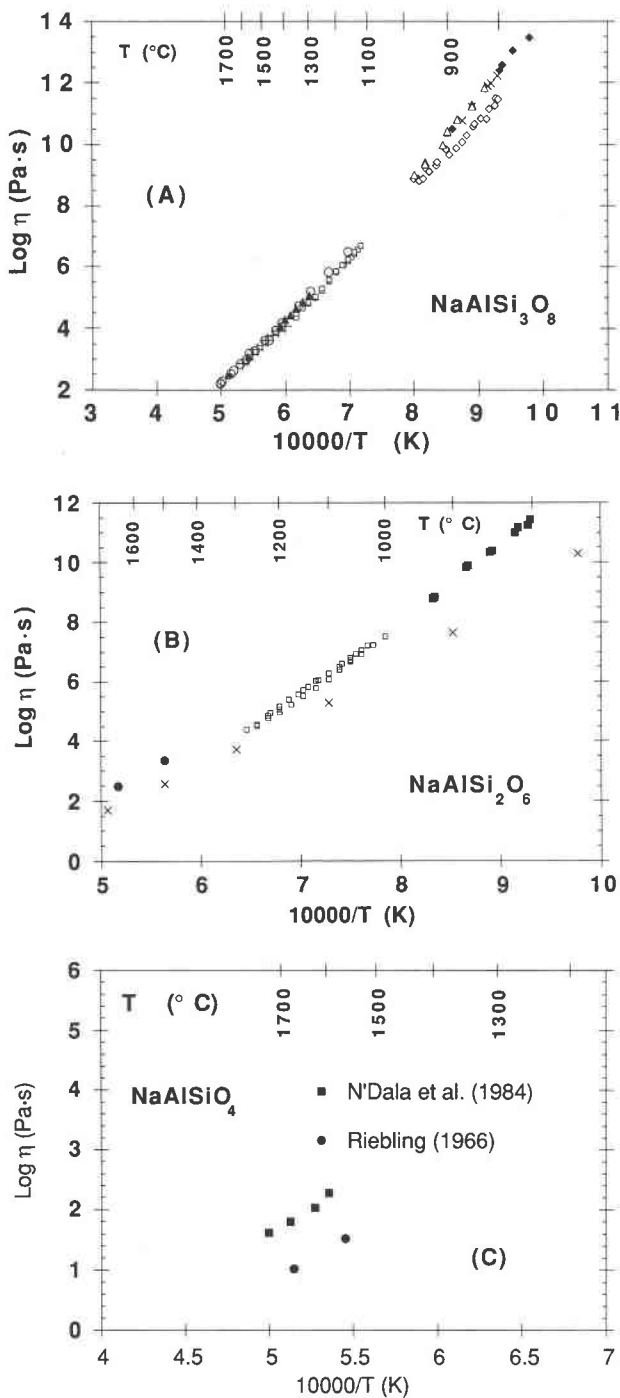 14
12
10
8
6
4
2
Log η (Pa·s)
T (°C)
1700
1500
1300
1100
900
(A)
NaAlSi3O8
3 4 5 6 7 8 9 10 11
10000/T (K)
12
10
8
6
4
2
0
Log η (Pa·s)
1600
1400
1200
1000
T (° C)
(B)
NaAlSi2O6
5 6 7 8 9 10
10000/T (K)
6
5
4
3
2
1
0
Log η (Pa·s)
T (° C)
1700
1500
1300
NaAlSiO4
N'Dala et al. (1984)
Riebling (1966)
(C)
4 4.5 5 5.5 6 6.5 7
10000/T (K)